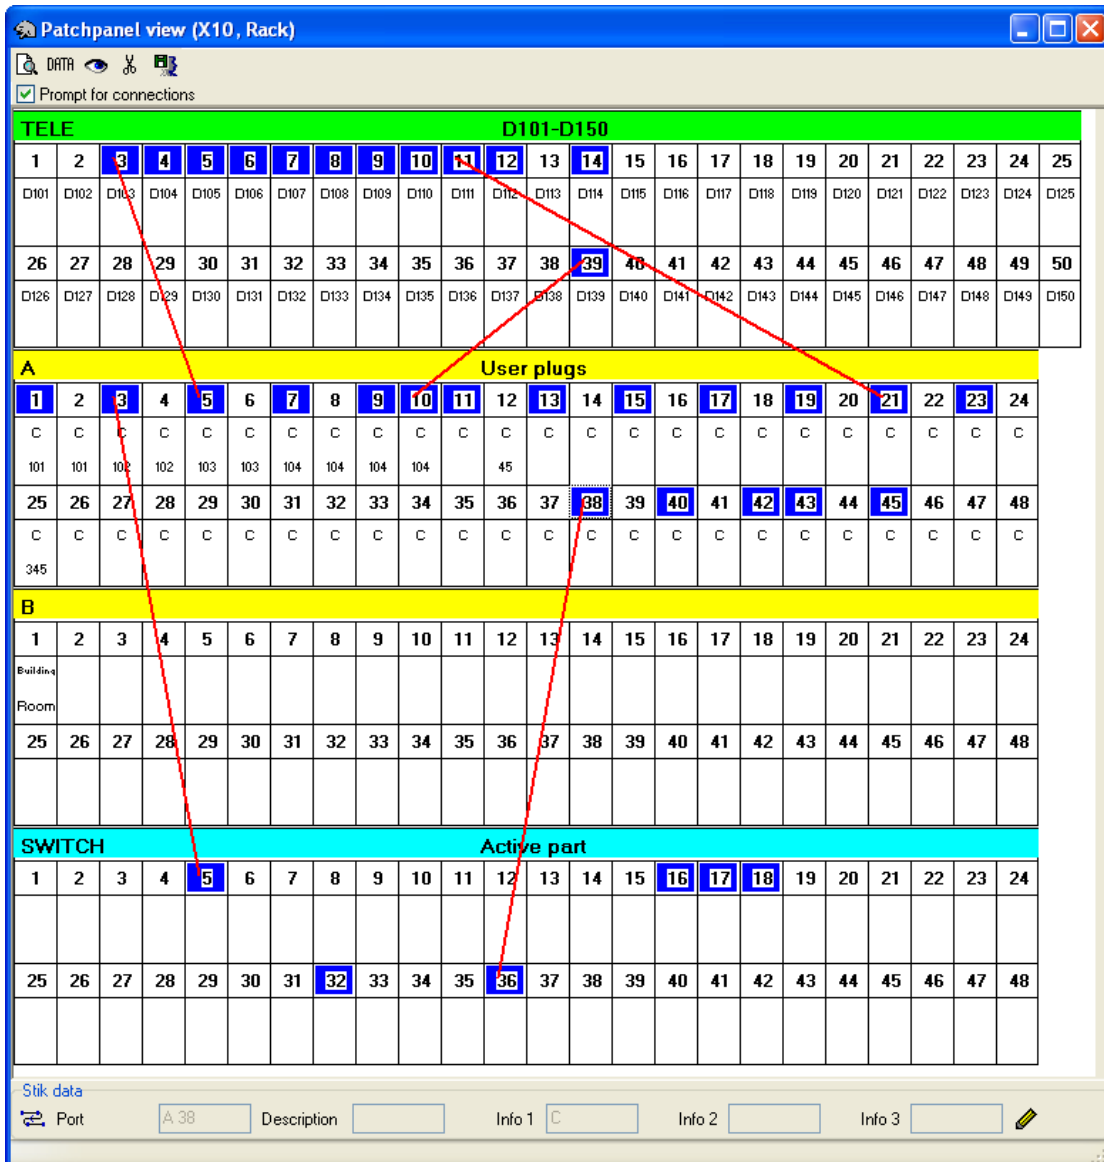 Patchpanel view (X10, Rack)
DATA
Prompt for connections
TELE D101-D150
1 2 3 4 5 6 7 8 9 10 11 12 13 14 15 16 17 18 19 20 21 22 23 24 25
D101 D102 D103 D104 D105 D106 D107 D108 D109 D110 D111 D112 D113 D114 D115 D116 D117 D118 D119 D120 D121 D122 D123 D124 D125
26 27 28 29 30 31 32 33 34 35 36 37 38 39 40 41 42 43 44 45 46 47 48 49 50
D126 D127 D128 D129 D130 D131 D132 D133 D134 D135 D136 D137 D138 D139 D140 D141 D142 D143 D144 D145 D146 D147 D148 D149 D150
A User plugs
1 2 3 4 5 6 7 8 9 10 11 12 13 14 15 16 17 18 19 20 21 22 23 24
C C C C C C C C C C C C C C C C C C C C C C C C
101 101 102 102 103 103 104 104 104 104 45
25 26 27 28 29 30 31 32 33 34 35 36 37 38 39 40 41 42 43 44 45 46 47 48
C C C C C C C C C C C C C C C C C C C C C C C C
345
B
1 2 3 4 5 6 7 8 9 10 11 12 13 14 15 16 17 18 19 20 21 22 23 24
Building
Room
25 26 27 28 29 30 31 32 33 34 35 36 37 38 39 40 41 42 43 44 45 46 47 48
SWITCH Active part
1 2 3 4 5 6 7 8 9 10 11 12 13 14 15 16 17 18 19 20 21 22 23 24
25 26 27 28 29 30 31 32 33 34 35 36 37 38 39 40 41 42 43 44 45 46 47 48
Stik data
Port A 38 Description Info 1 C Info 2 Info 3